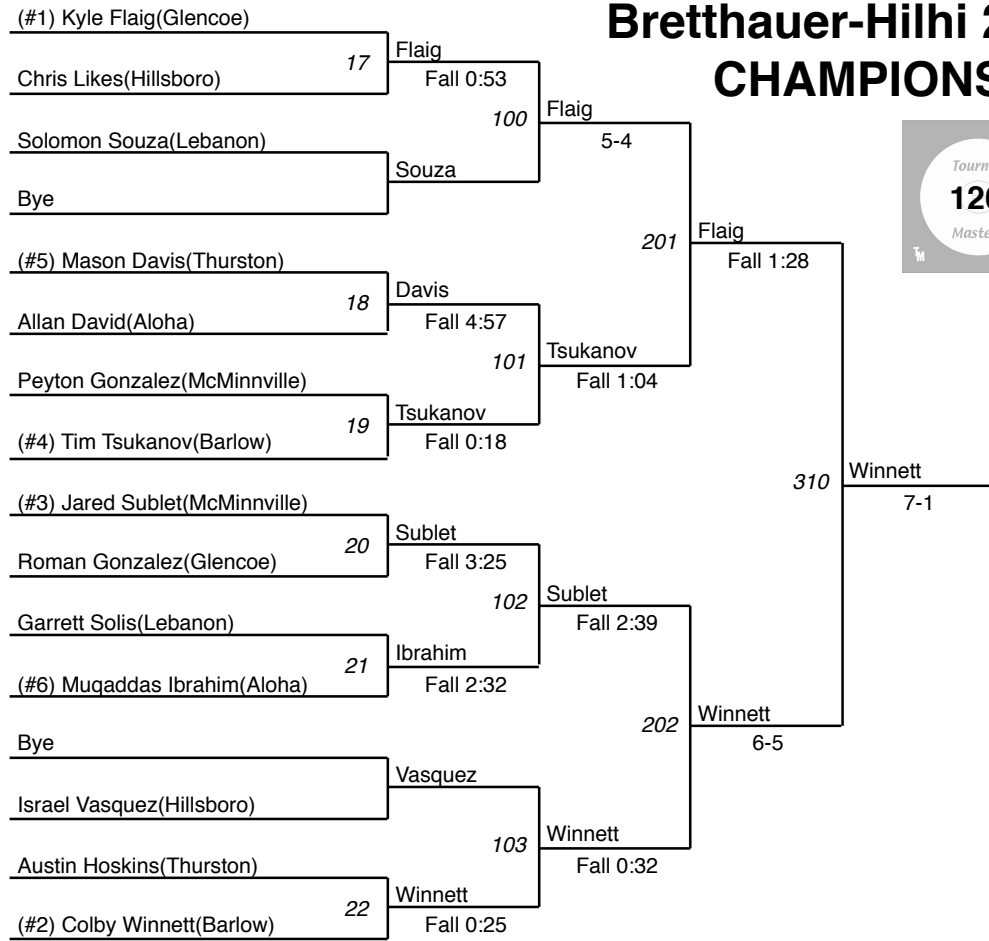 Bretthauer-Hilhi
CHAMPIONS
(#1) Kyle Flaig(Glencoe)
17
Flaig
Chris Likes(Hillsboro)
Fall 0:53
100
Flaig
5-4
Solomon Souza(Lebanon)
Souza
Bye
201
Flaig
Fall 1:28
(#5) Mason Davis(Thurston)
18
Davis
Allan David(Aloha)
Fall 4:57
101
Tsukanov
Fall 1:04
Peyton Gonzalez(McMinnville)
19
Tsukanov
(#4) Tim Tsukanov(Barlow)
Fall 0:18
310
Winnett
7-1
(#3) Jared Sublet(McMinnville)
20
Sublet
Roman Gonzalez(Glencoe)
Fall 3:25
102
Sublet
Fall 2:39
Garrett Solis(Lebanon)
21
Ibrahim
(#6) Muqaddas Ibrahim(Aloha)
Fall 2:32
202
Winnett
6-5
Bye
Vasquez
Israel Vasquez(Hillsboro)
103
Winnett
Fall 0:32
Austin Hoskins(Thurston)
22
Winnett
(#2) Colby Winnett(Barlow)
Fall 0:25